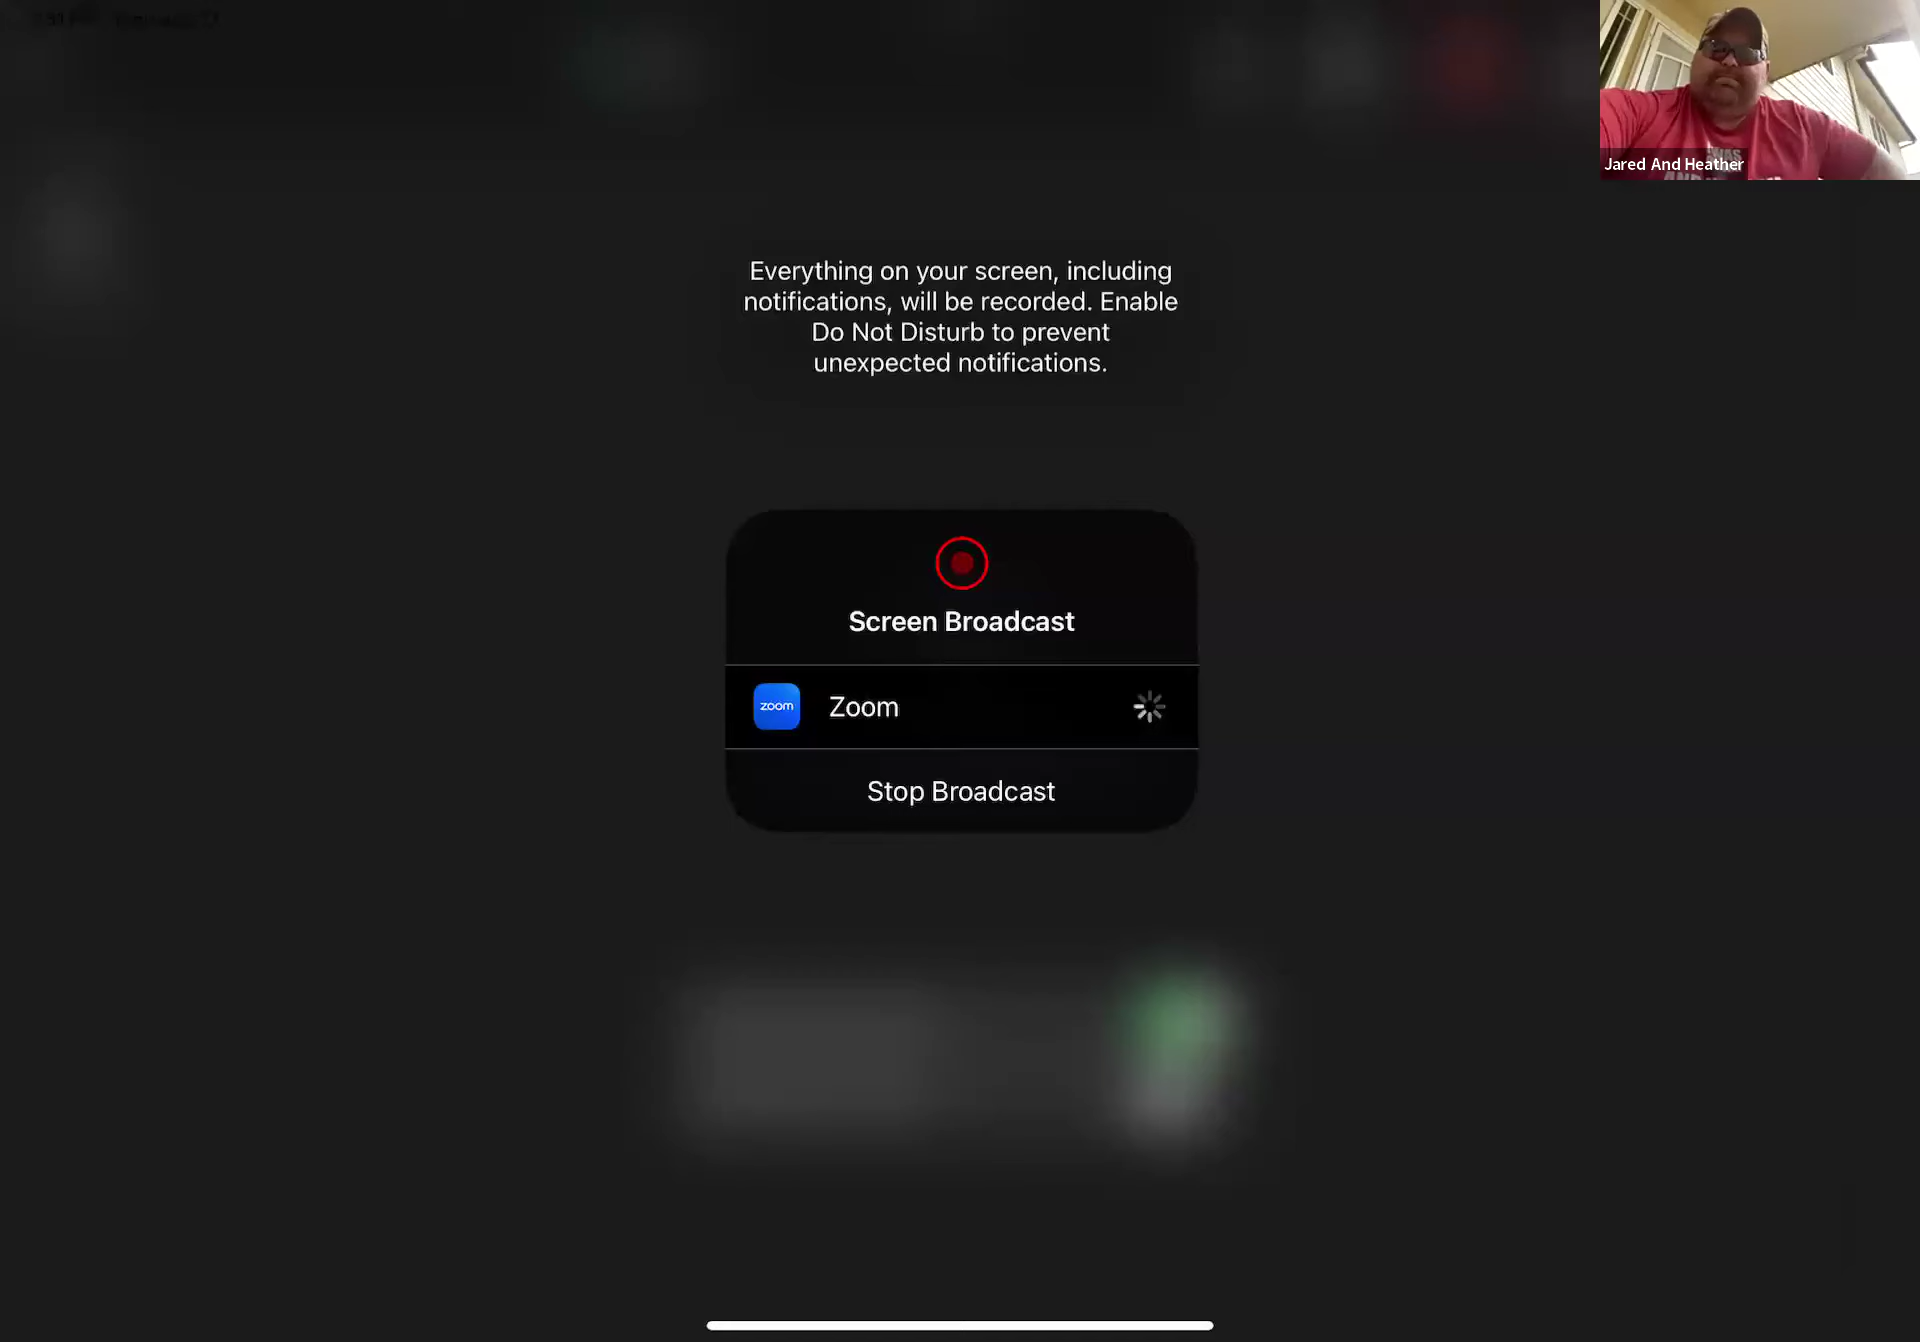 Jared And Heather
Everything on your screen, including
notifications, will be recorded. Enable
Do Not Disturb to prevent
unexpected notifications.
Screen Broadcast
zoom
Zoom
Stop Broadcast